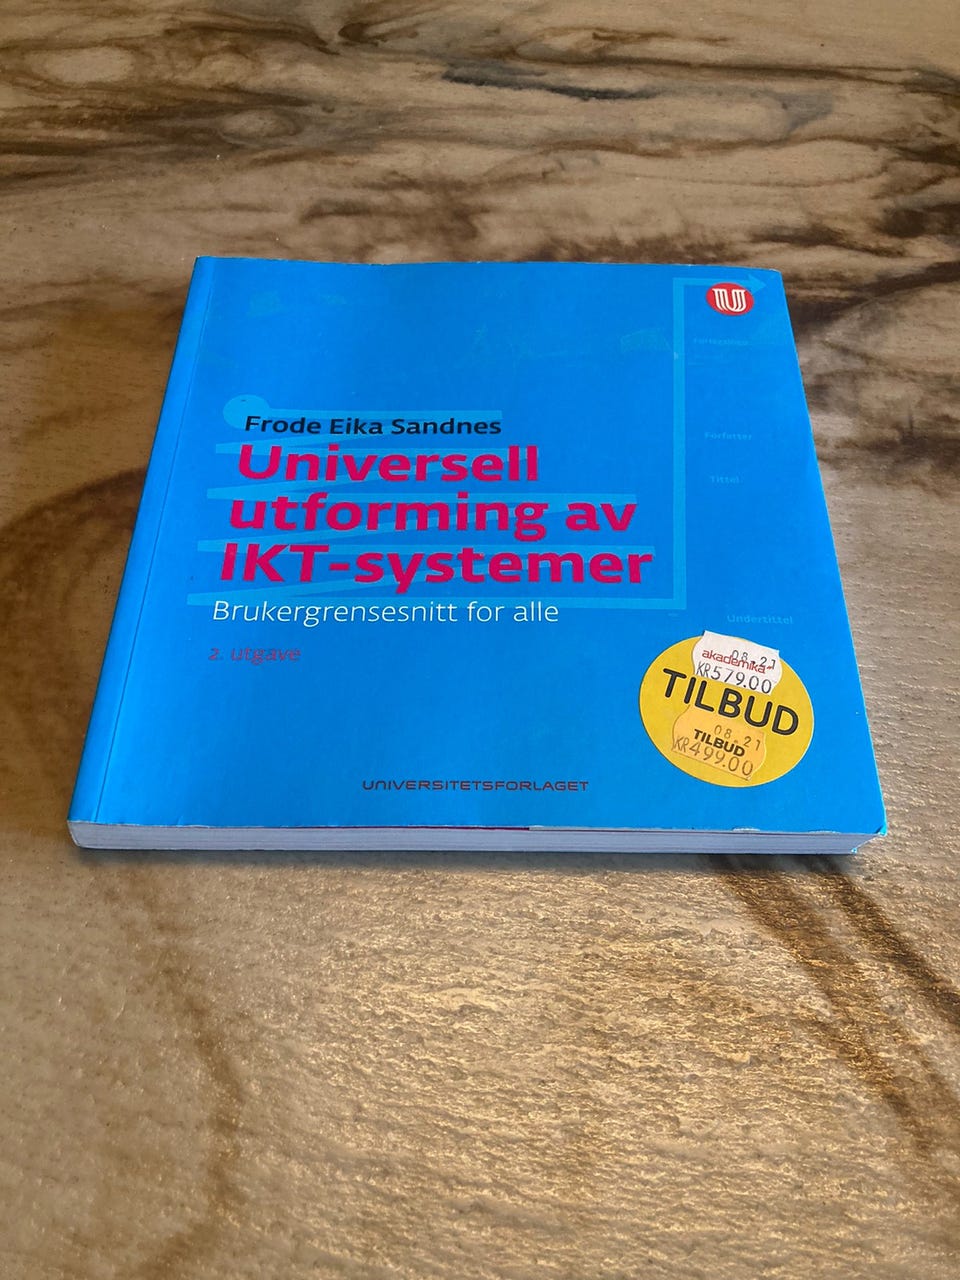 Frode Eika Sandnes
Universell
utforming av
IKT-systemer
Brukergrensesnitt for alle
2. utgave
Forfatter
Tittel
Undertittel
08.21
akademika
KR579.00
TILBUD
08.21
TILBUD
KR499.00
UNIVERSITETSFORLAGET